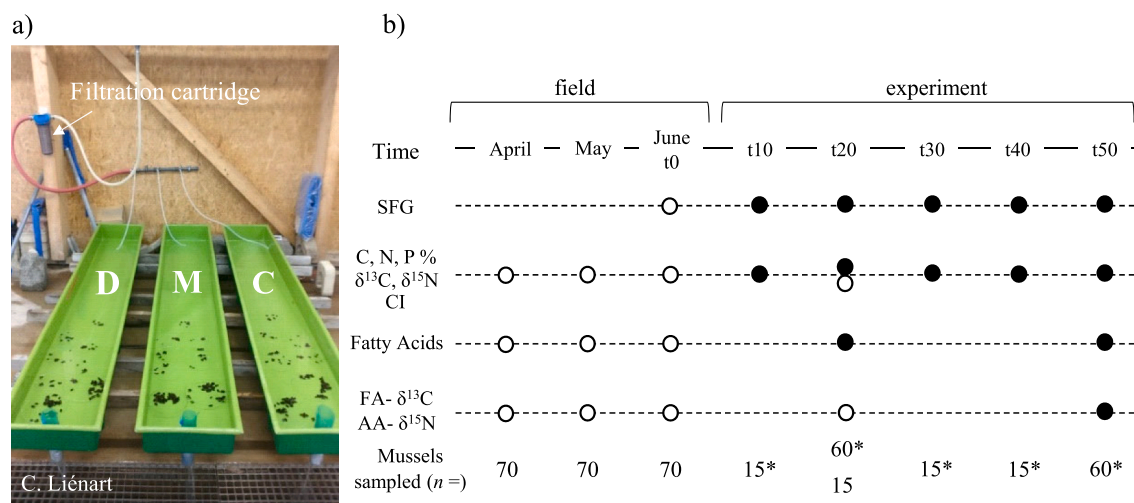 a)
Filtration cartridge
D M C
C. Liénart
b)
field experiment
Time April May June t0 t10 t20 t30 t40 t50
SFG
C, N, P %
δ¹³C, δ¹⁵N
CI
Fatty Acids
FA- δ¹³C
AA- δ¹⁵N
Mussels
sampled (n =) 70 70 70 15* 60* 15 15* 15* 60*